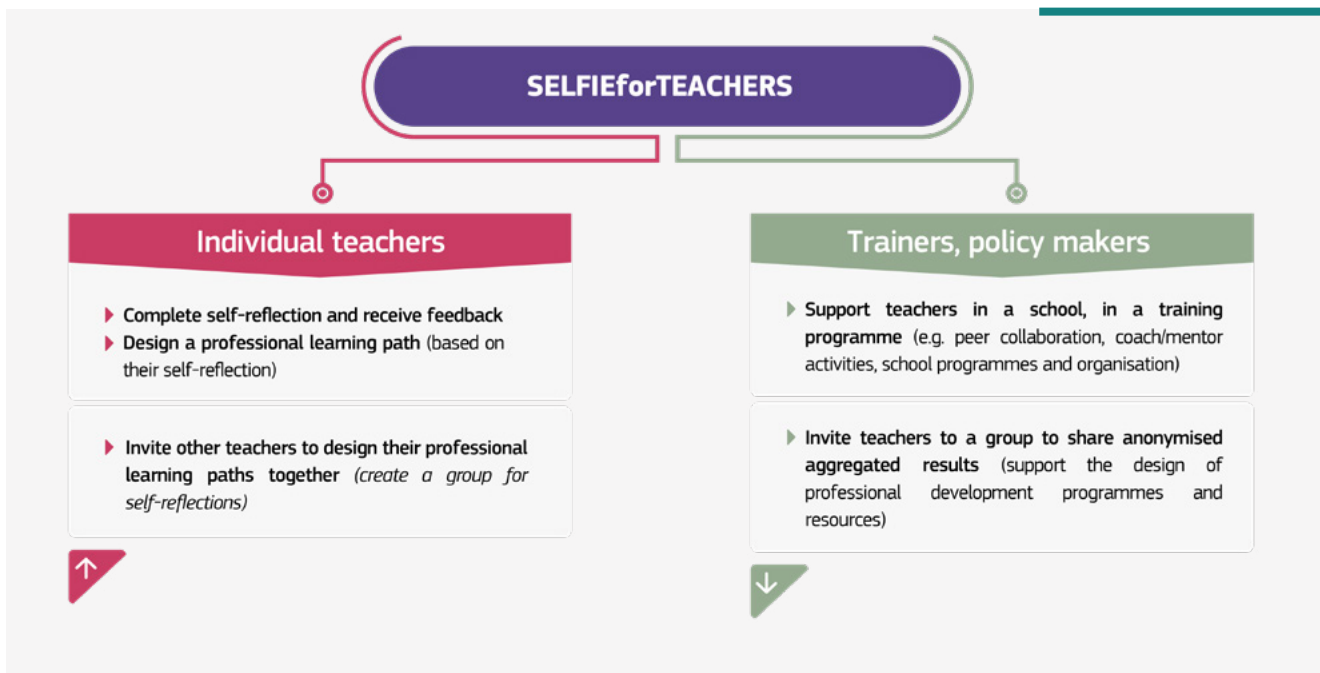 SELFIEforTEACHERS
Individual teachers
Complete self-reflection and receive feedback
Design a professional learning path (based on
their self-reflection)
Invite other teachers to design their professional
learning paths together (create a group for
self-reflections)
Trainers, policy makers
Support teachers in a school, in a training
programme (e.g. peer collaboration, coach/mentor
activities, school programmes and organisation)
Invite teachers to a group to share anonymised
aggregated results (support the design of
professional development programmes and
resources)